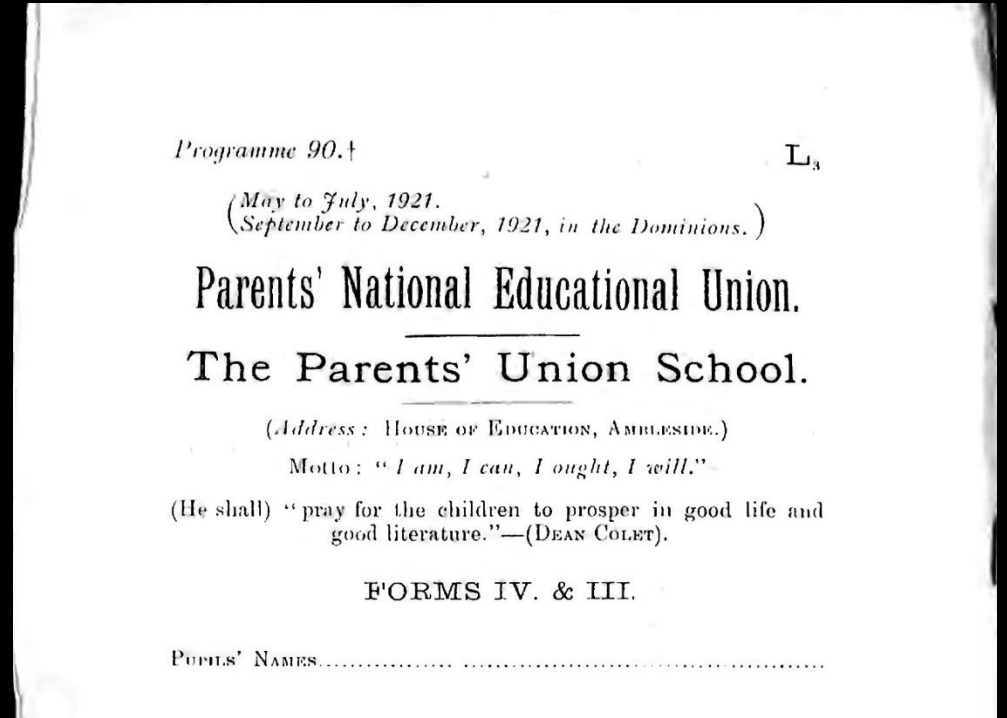 Programme 90.† L3
(May to July, 1921.
September to December, 1921, in the Dominions.)
Parents' National Educational Union.
The Parents' Union School.
(Address: House of Education, Ambleside.)
Motto: "I am, I can, I ought, I will."
(He shall) "pray for the children to prosper in good life and
good literature."—(Dean Colet).
FORMS IV. & III.
Pupils' Names................ ............................................